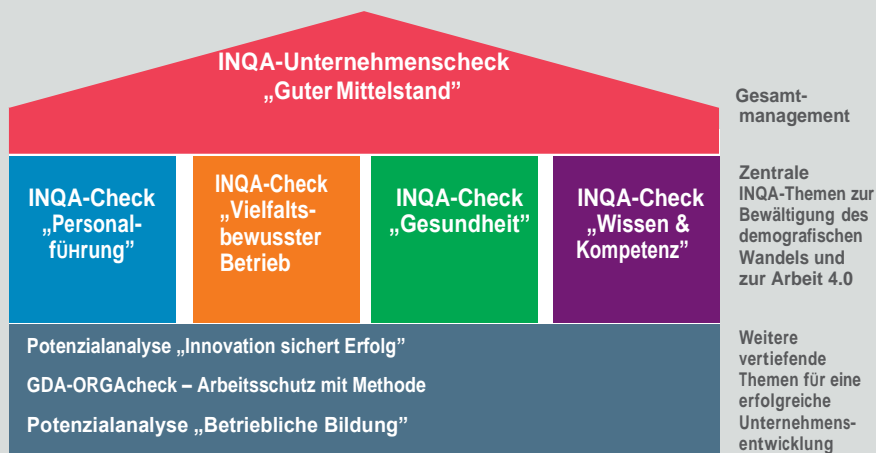 INQA-Unternehmenscheck
„Guter Mittelstand”
Gesamt-
management
INQA-Check
„Personal-
führung”
INQA-Check
„Vielfalts-
bewusster
Betrieb
INQA-Check
„Gesundheit”
INQA-Check
„Wissen &
Kompetenz”
Zentrale
INQA-Themen zur
Bewältigung des
demografischen
Wandels und
zur Arbeit 4.0
Potenzialanalyse „Innovation sichert Erfolg”
GDA-ORGAcheck – Arbeitsschutz mit Methode
Potenzialanalyse „Betriebliche Bildung”
Weitere
vertiefende
Themen für eine
erfolgreiche
Unternehmens-
entwicklung